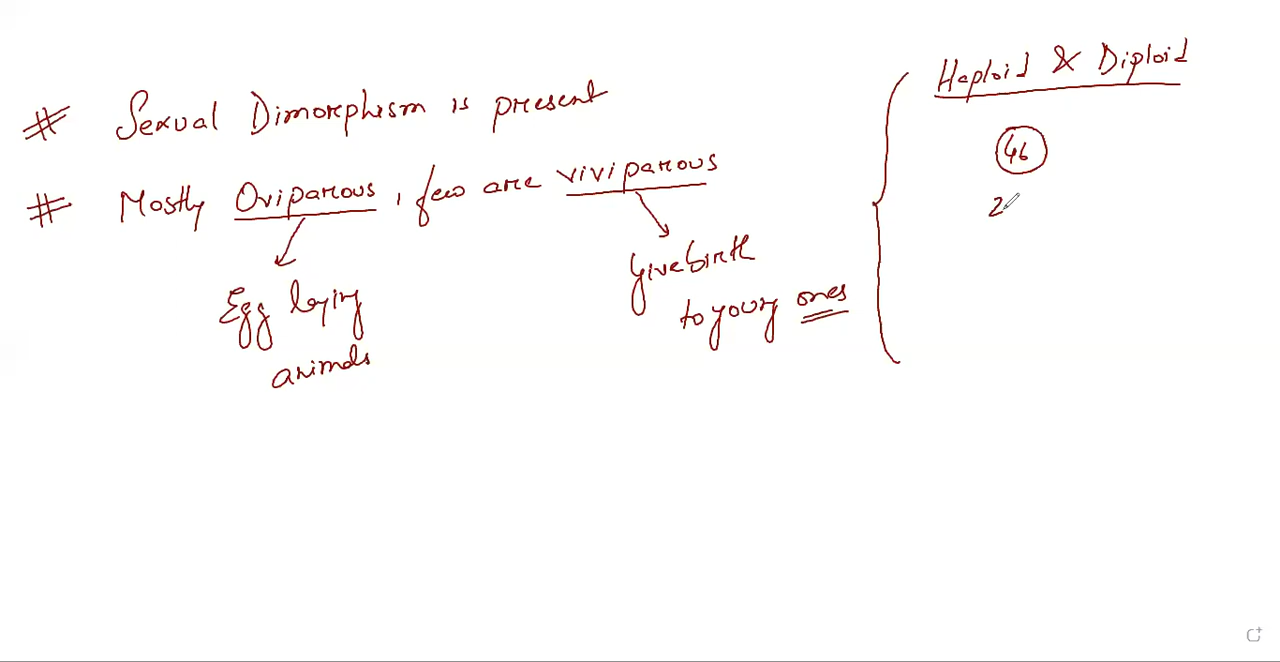 # Sexual Dimorphism is present
# Mostly Oviparous, few are viviparous
Egg laying
animals
Give birth
to young ones
Haploid & Diploid
46
2